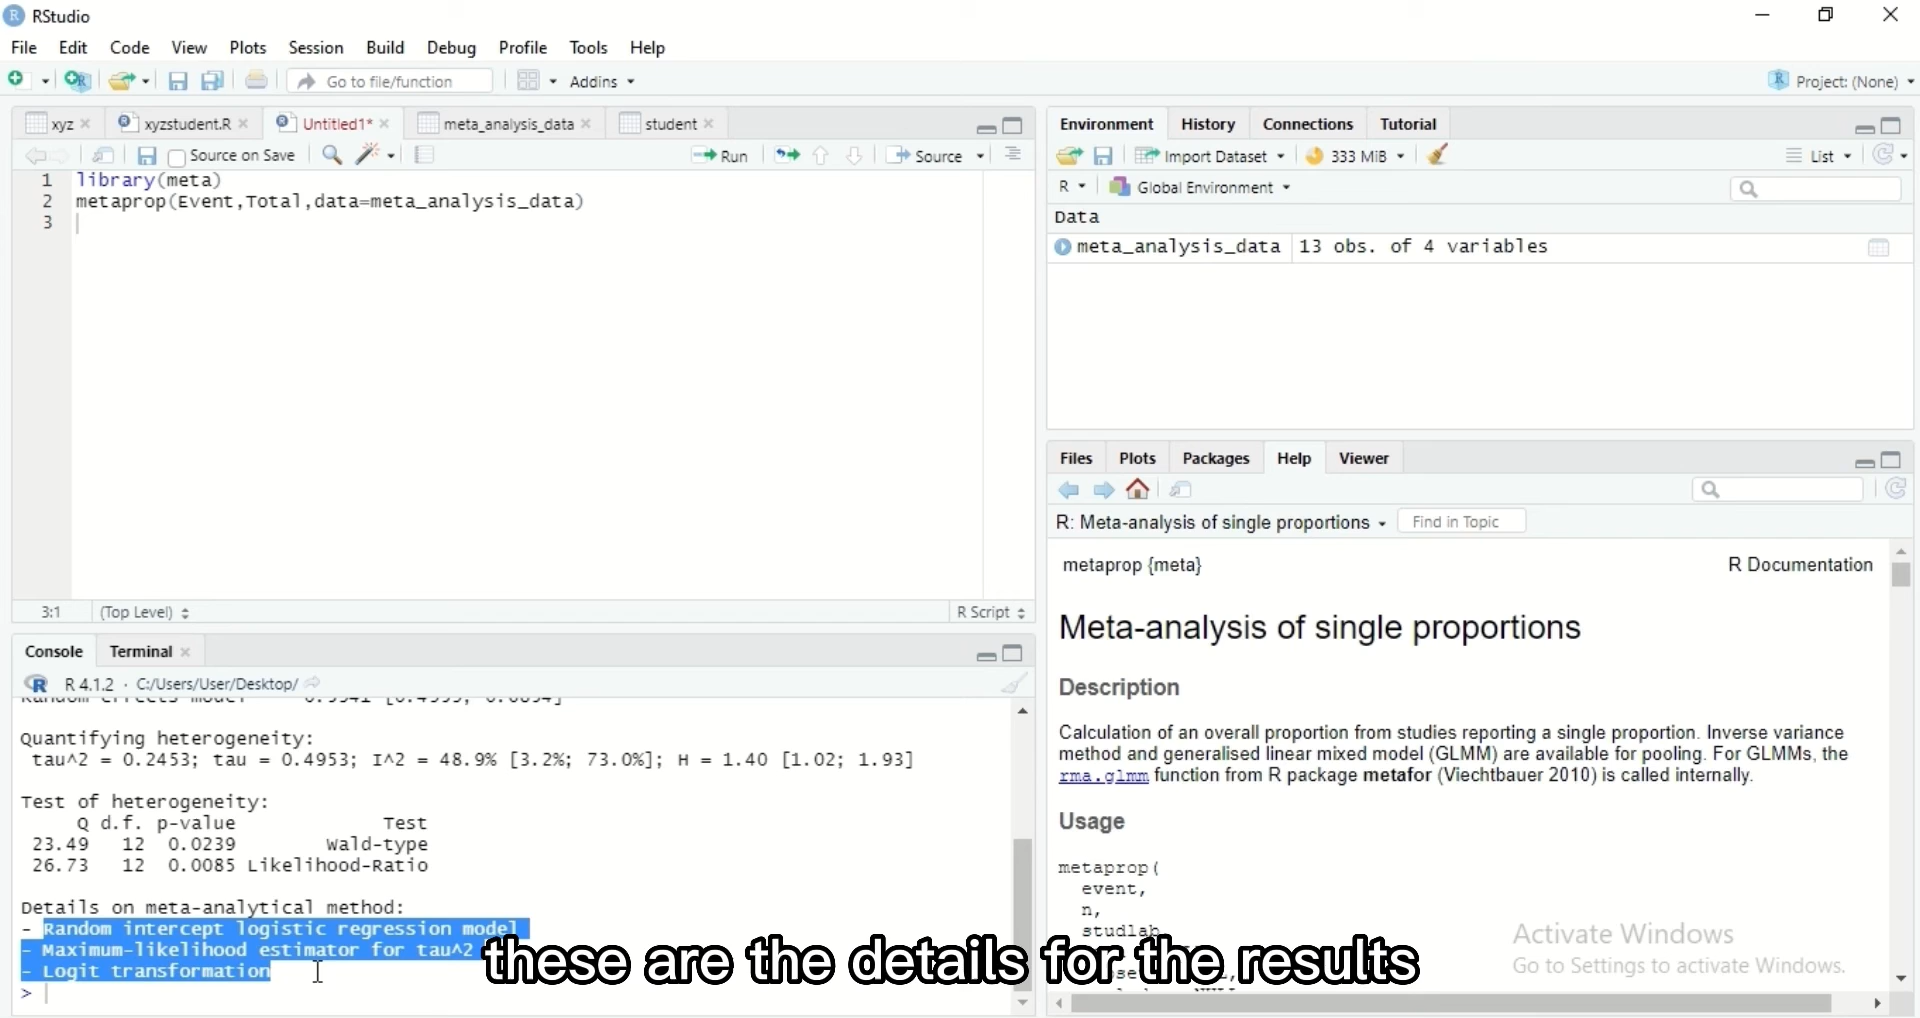 RStudio
File Edit Code View Plots Session Build Debug Profile Tools Help
Go to file/function Addins Project: (None)
xyz xyzstudent.R Untitled1* meta_analysis_data student
Source on Save Run Source
1 library(meta)
2 metaprop(Event,Total,data=meta_analysis_data)
3
3:1 (Top Level) R Script
Console Terminal
R 4.1.2 · C:/Users/User/Desktop/
Quantifying heterogeneity:
tau^2 = 0.2453; tau = 0.4953; I^2 = 48.9% [3.2%; 73.0%]; H = 1.40 [1.02; 1.93]
Test of heterogeneity:
Q d.f. p-value Test
23.49 12 0.0239 Wald-type
26.73 12 0.0085 Likelihood-Ratio
Details on meta-analytical method:
- Random intercept logistic regression model
- Maximum-likelihood estimator for tau^2
- Logit transformation
>
Environment History Connections Tutorial
Import Dataset 333 MiB List
R Global Environment
Data
meta_analysis_data 13 obs. of 4 variables
Files Plots Packages Help Viewer
R: Meta-analysis of single proportions Find in Topic
metaprop {meta} R Documentation
Meta-analysis of single proportions
Description
Calculation of an overall proportion from studies reporting a single proportion. Inverse variance
method and generalised linear mixed model (GLMM) are available for pooling. For GLMMs, the
rma.glmm function from R package metafor (Viechtbauer 2010) is called internally.
Usage
metaprop(
event,
n,
studlab
Activate Windows
Go to Settings to activate Windows.
these are the details for the results